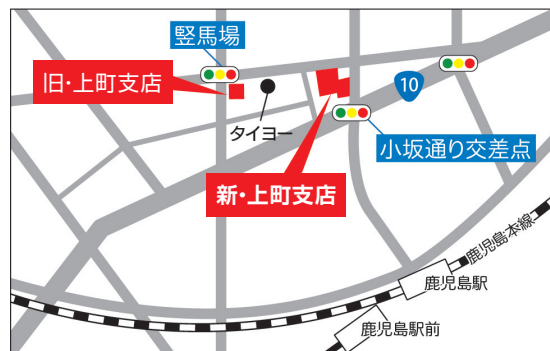 竪馬場
旧・上町支店
タイヨー
10
小坂通り交差点
新・上町支店
鹿児島本線
鹿児島駅
鹿児島駅前